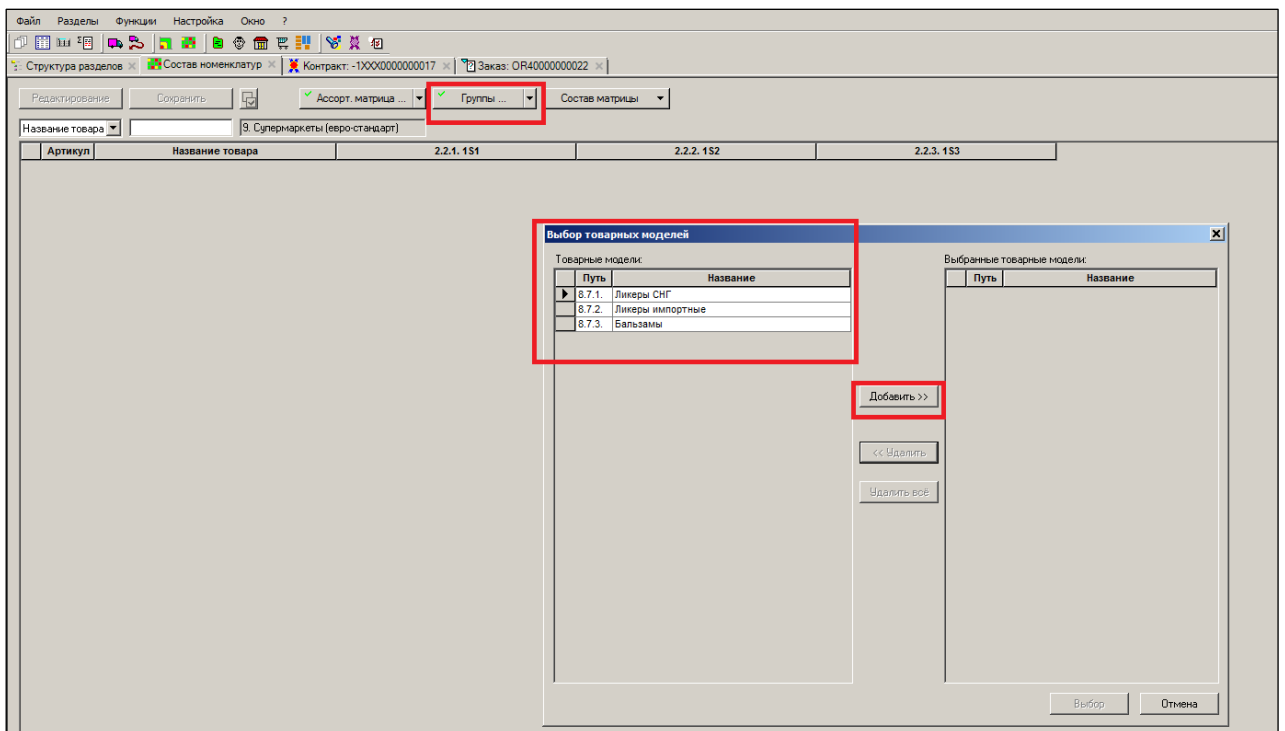 Файл Разделы Функции Настройка Окно ?
Структура разделов × Состав номенклатур × Контракт: -1XXX0000000017 × Заказ: OR40000000022 ×
Редактирование Сохранить Ассорт. матрица ... Группы ... Состав матрицы
Название товара 9. Супермаркеты (евро-стандарт)
Артикул Название товара 2.2.1. 1S1 2.2.2. 1S2 2.2.3. 1S3
Выбор товарных моделей
Товарные модели: Выбранные товарные модели:
Путь Название Путь Название
8.7.1. Ликеры СНГ
8.7.2. Ликеры импортные
8.7.3. Бальзамы
Добавить >>
<< Удалить
Удалить всё
Выбор Отмена